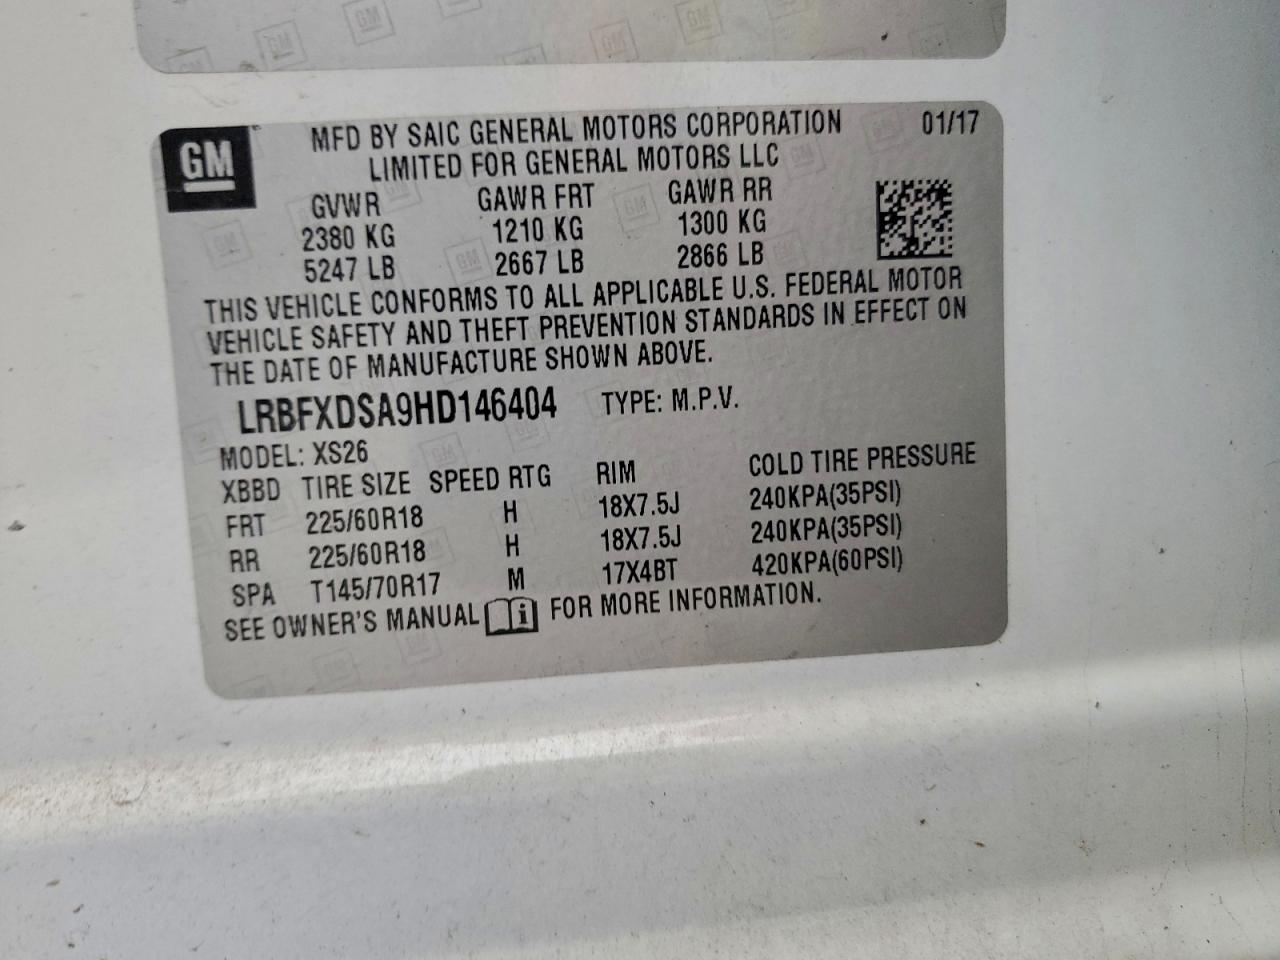 GM
MFD BY SAIC GENERAL MOTORS CORPORATION 01/17
LIMITED FOR GENERAL MOTORS LLC
GVWR GAWR FRT GAWR RR
2380 KG 1210 KG 1300 KG
5247 LB 2667 LB 2866 LB
THIS VEHICLE CONFORMS TO ALL APPLICABLE U.S. FEDERAL MOTOR
VEHICLE SAFETY AND THEFT PREVENTION STANDARDS IN EFFECT ON
THE DATE OF MANUFACTURE SHOWN ABOVE.
LRBFXDSA9HD146404 TYPE: M.P.V.
MODEL: XS26
XBBD TIRE SIZE SPEED RTG RIM COLD TIRE PRESSURE
FRT 225/60R18 H 18X7.5J 240KPA(35PSI)
RR 225/60R18 H 18X7.5J 240KPA(35PSI)
SPA T145/70R17 M 17X4BT 420KPA(60PSI)
SEE OWNER'S MANUAL i FOR MORE INFORMATION.